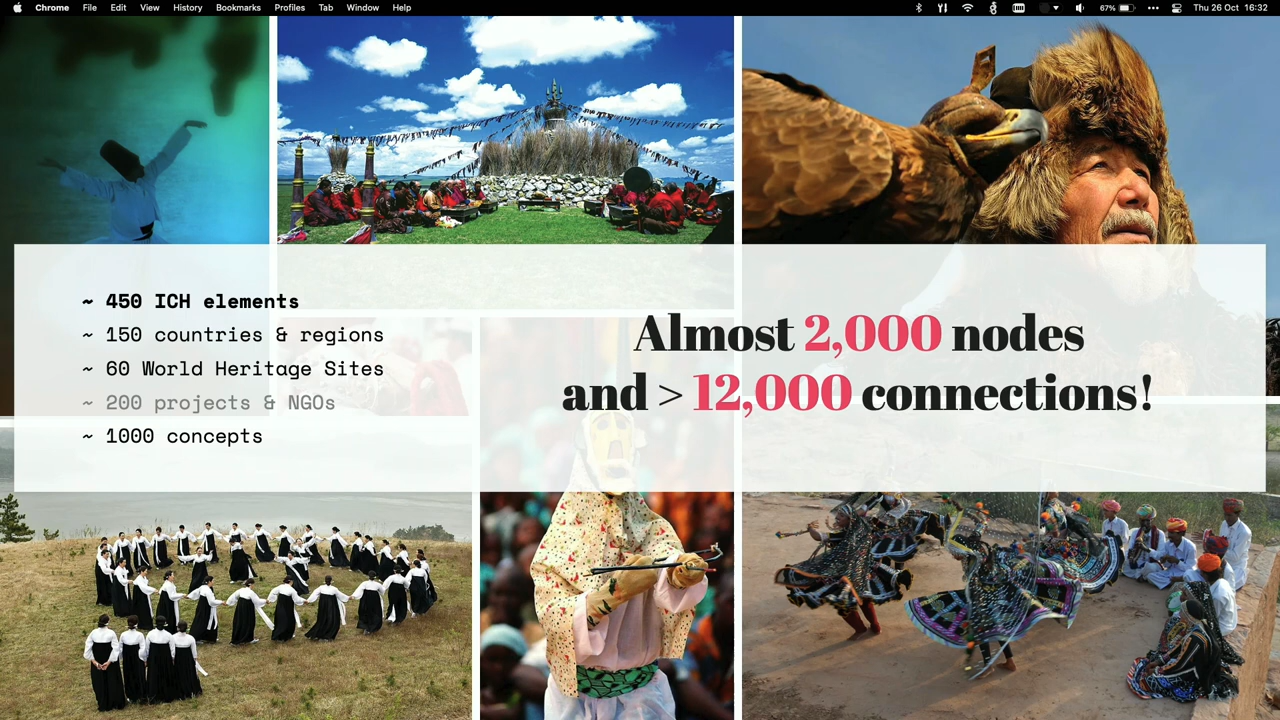 Chrome File Edit View History Bookmarks Profiles Tab Window Help 67% Thu 26 Oct 16:32
~ 450 ICH elements
~ 150 countries & regions
~ 60 World Heritage Sites
~ 200 projects & NGOs
~ 1000 concepts
Almost 2,000 nodes
and > 12,000 connections!